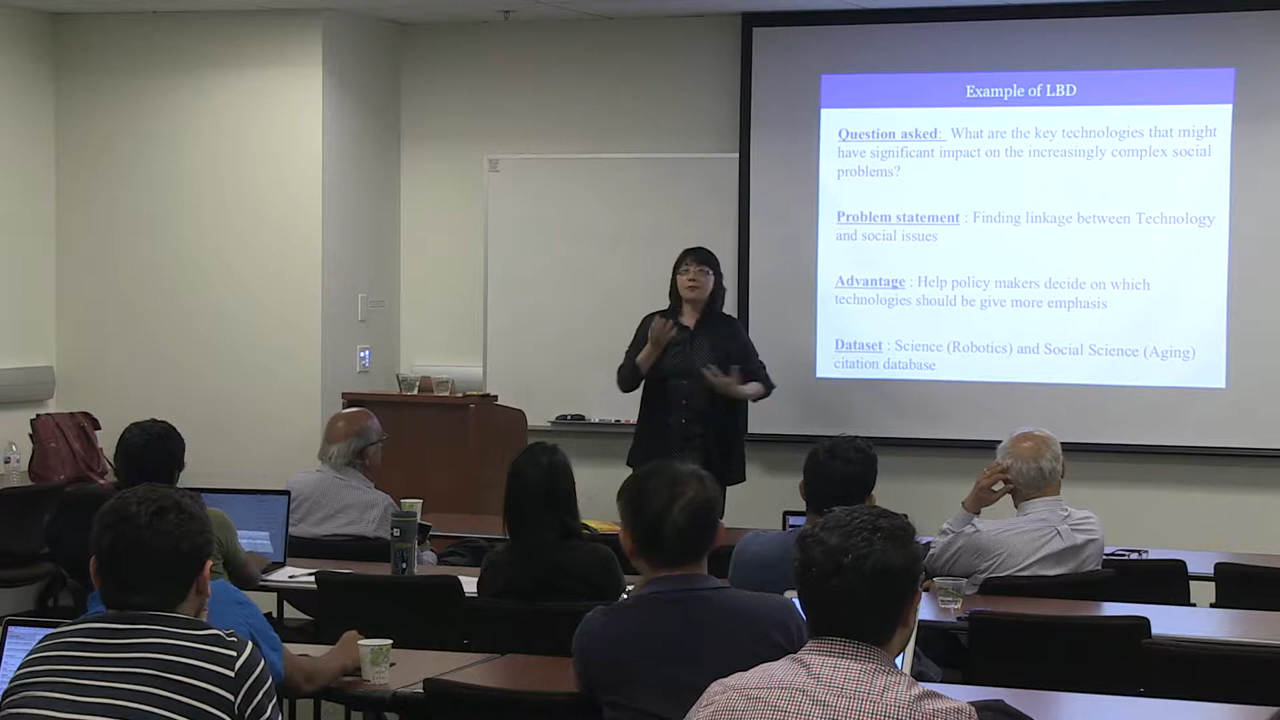 Example of LBD
Question asked: What are the key technologies that might
have significant impact on the increasingly complex social
problems?
Problem statement : Finding linkage between Technology
and social issues
Advantage : Help policy makers decide on which
technologies should be give more emphasis
Dataset : Science (Robotics) and Social Science (Aging)
citation database